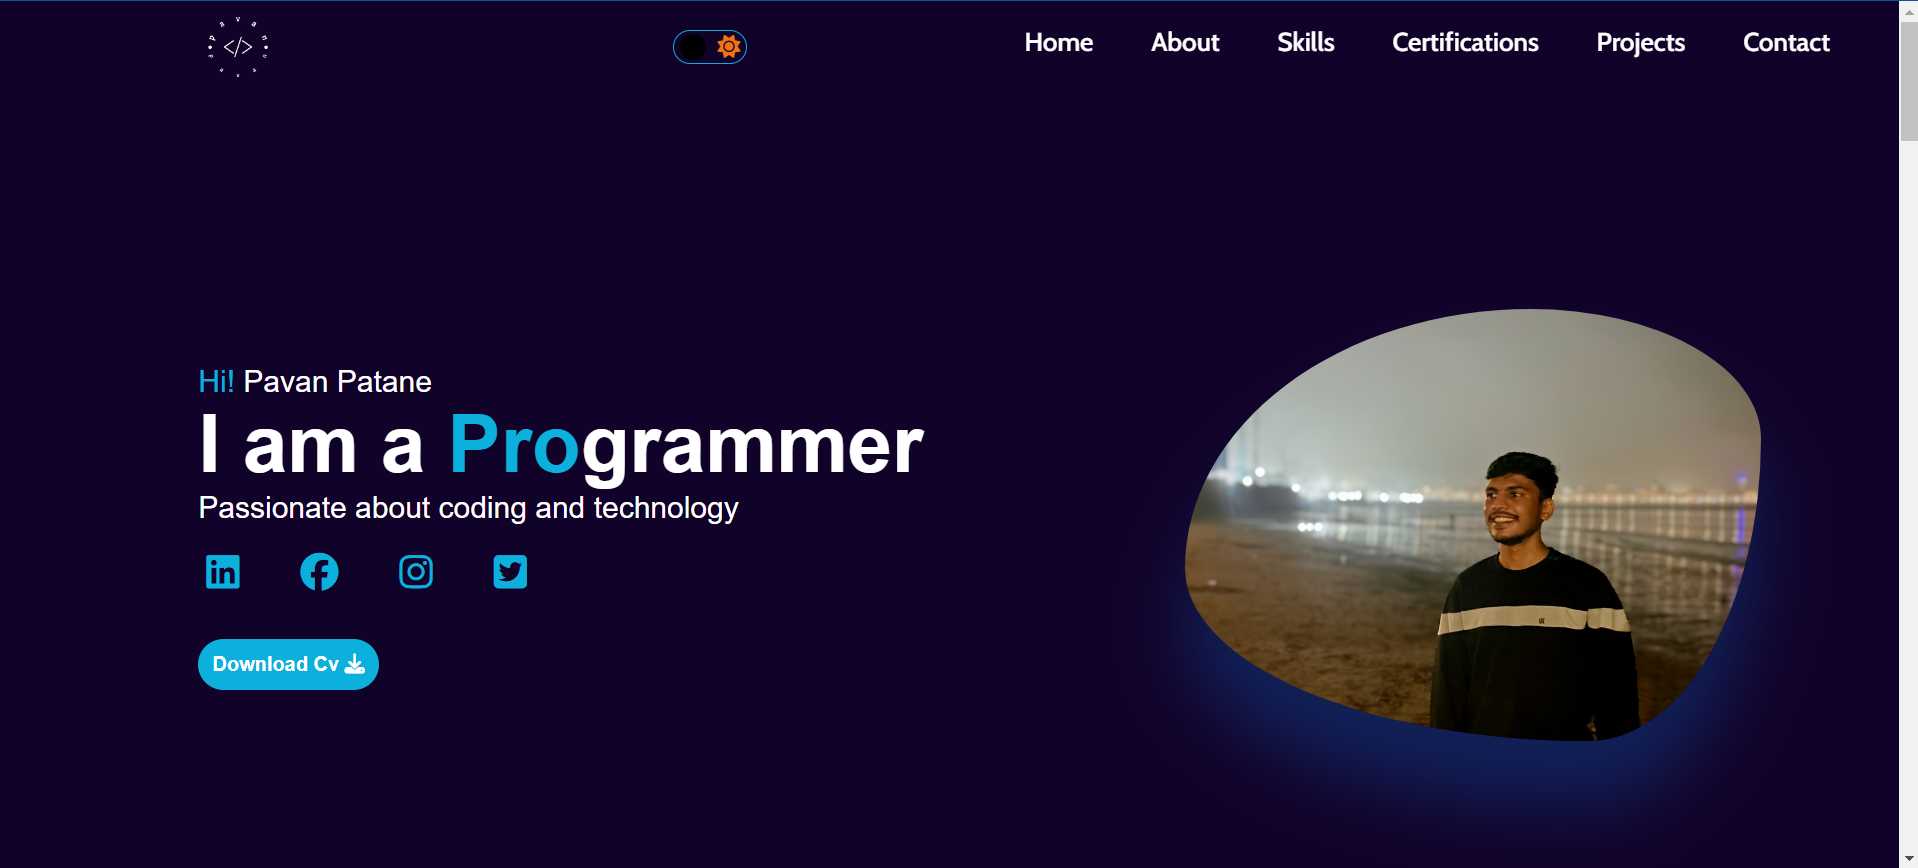 </>
Home About Skills Certifications Projects Contact
Hi! Pavan Patane
I am a Programmer
Passionate about coding and technology
Download Cv